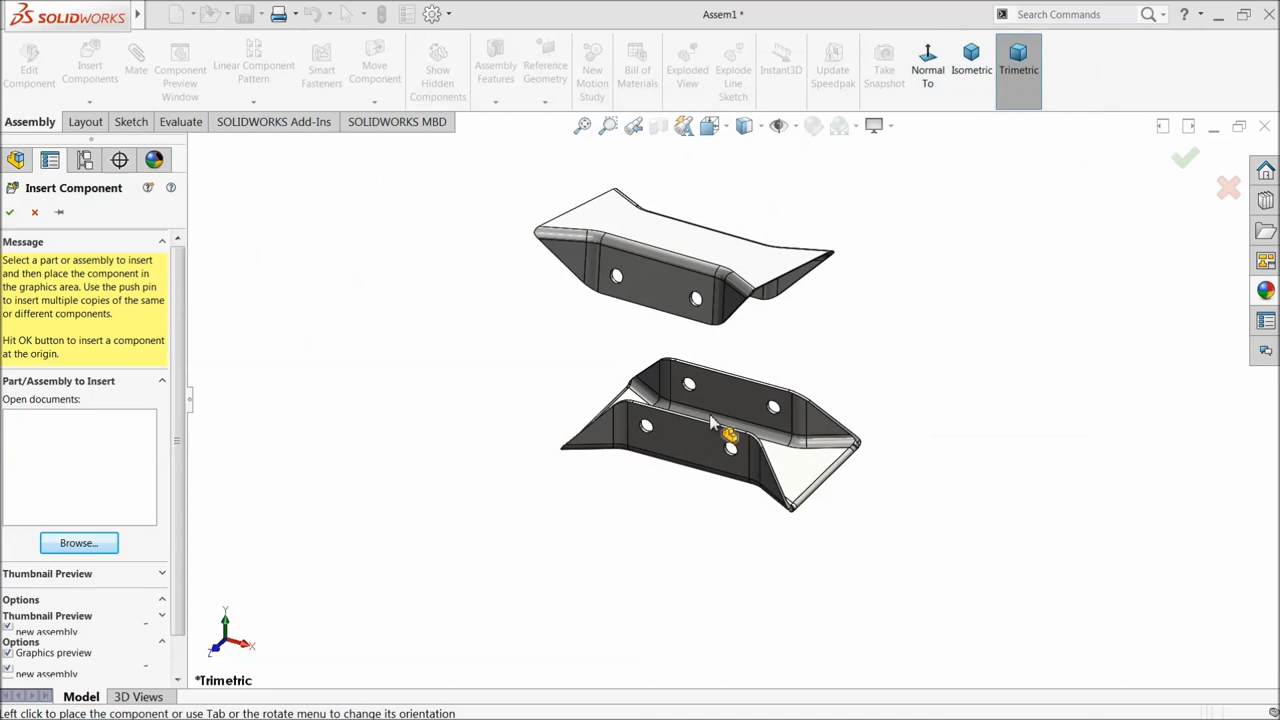 SOLIDWORKS
Assem1 *
Search Commands
?
Edit Component
Insert Components
Mate
Component Preview Window
Linear Component Pattern
Smart Fasteners
Move Component
Show Hidden Components
Assembly Features
Reference Geometry
New Motion Study
Bill of Materials
Exploded View
Explode Line Sketch
Instant3D
Update Speedpak
Take Snapshot
Normal To
Isometric
Trimetric
Assembly
Layout
Sketch
Evaluate
SOLIDWORKS Add-Ins
SOLIDWORKS MBD
Insert Component
Message
Select a part or assembly to insert
and then place the component in
the graphics area. Use the push pin
to insert multiple copies of the same
or different components.
Hit OK button to insert a component
at the origin.
Part/Assembly to Insert
Open documents:
Browse...
Thumbnail Preview
Options
Thumbnail Preview
new assembly
Options
Graphics preview
new assembly
Y
X
Z
*Trimetric
Model
3D Views
Left click to place the component or use Tab or the rotate menu to change its orientation